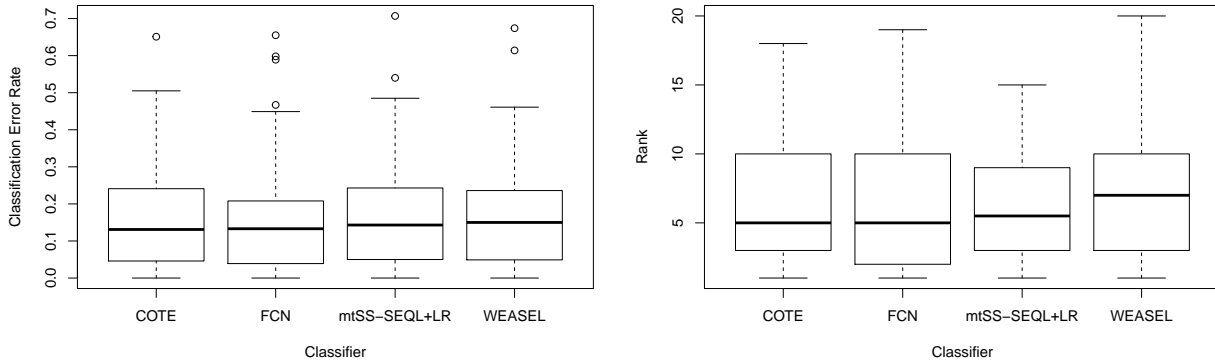 Classification Error Rate
0.7
0.6
0.5
0.4
0.3
0.2
0.1
0.0
COTE FCN mtSS−SEQL+LR WEASEL
Classifier
Rank
20
15
10
5
COTE FCN mtSS−SEQL+LR WEASEL
Classifier